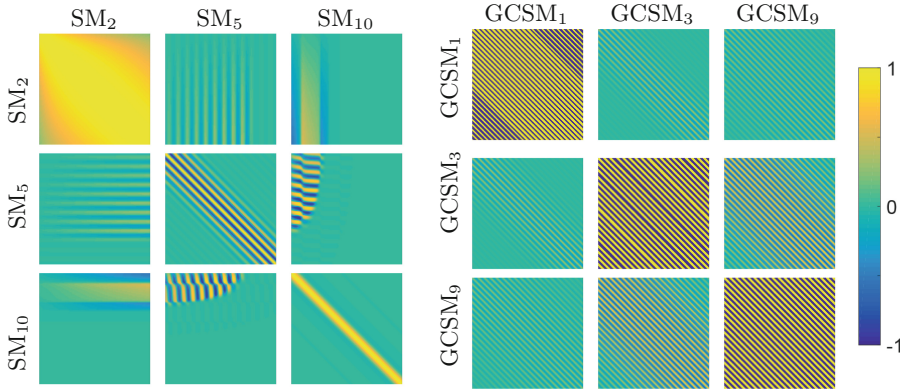 SM₂ SM₅ SM₁₀
SM₂
SM₅
SM₁₀
GCSM₁ GCSM₃ GCSM₉
GCSM₁
GCSM₃
GCSM₉
1
0
-1